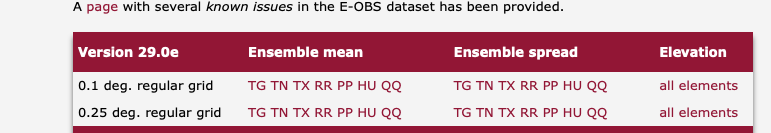 A page with several known issues in the E-OBS dataset has been provided.
Version 29.0e Ensemble mean Ensemble spread Elevation
0.1 deg. regular grid TG TN TX RR PP HU QQ TG TN TX RR PP HU QQ all elements
0.25 deg. regular grid TG TN TX RR PP HU QQ TG TN TX RR PP HU QQ all elements